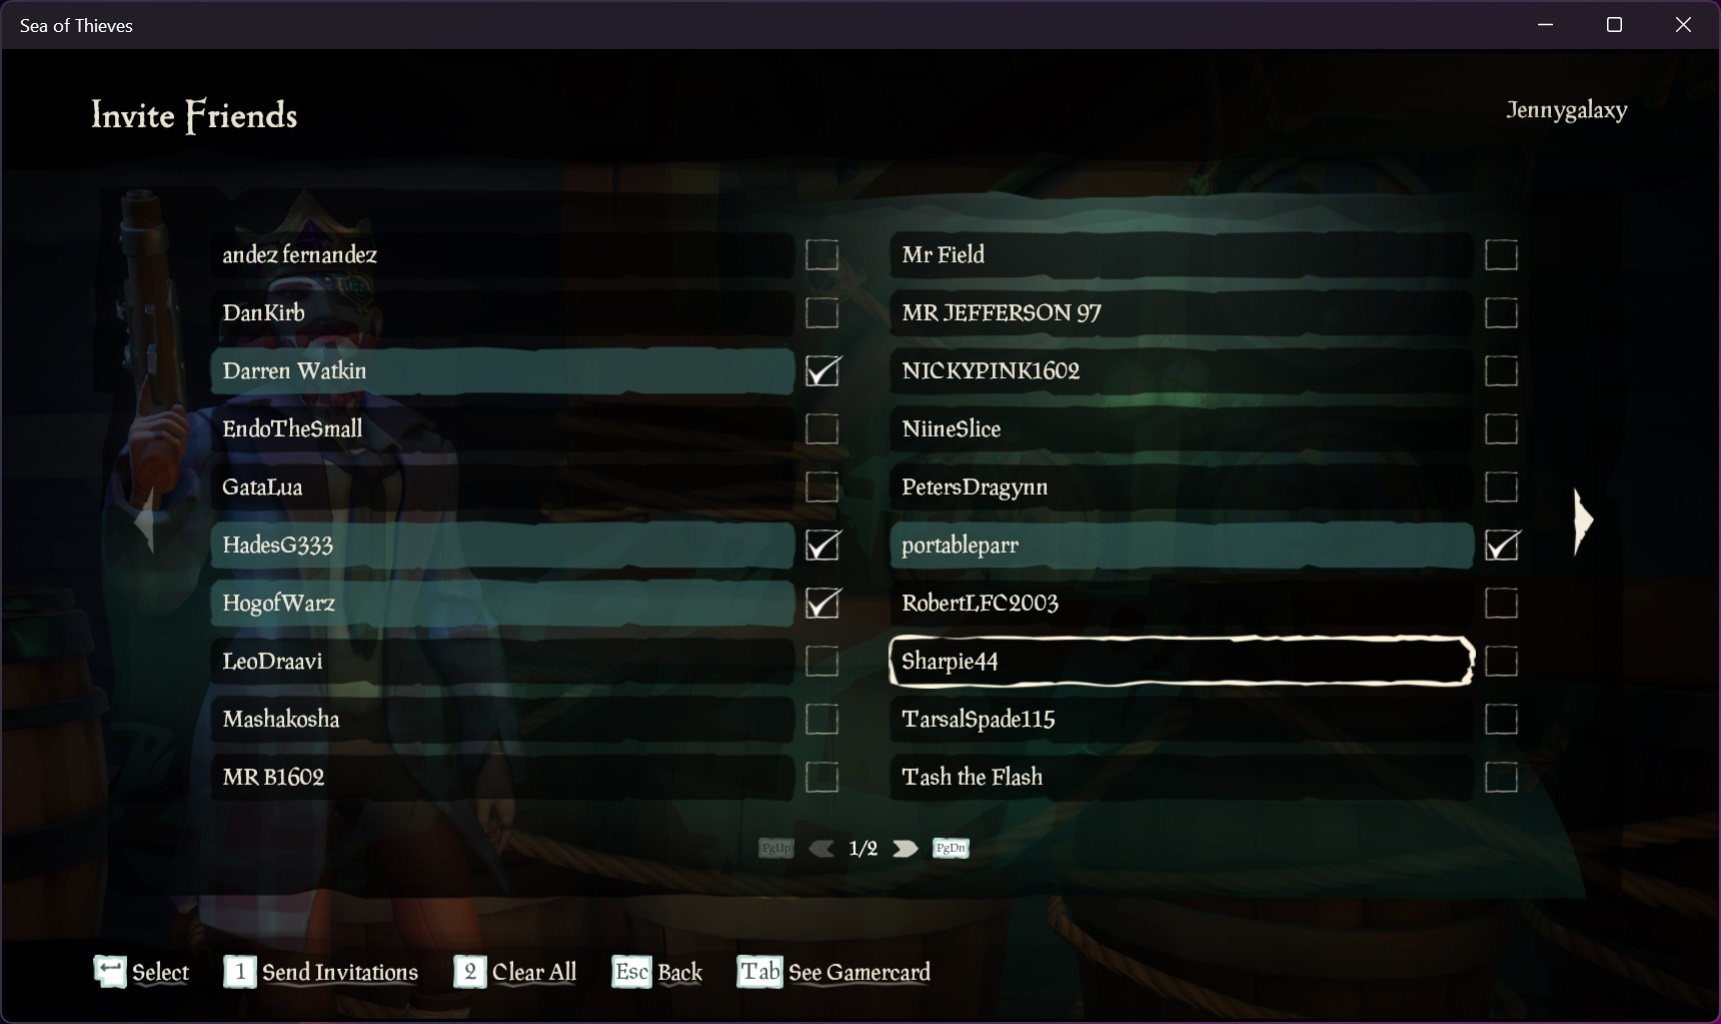 Sea of Thieves
Invite Friends
Jennygalaxy
andez fernandez
DanKirb
Darren Watkin
EndoTheSmall
GataLua
HadesG333
HogofWarz
LeoDraavi
Mashakosha
MR B1602
Mr Field
MR JEFFERSON 97
NICKYPINK1602
NiineSlice
PetersDragynn
portableparr
RobertLFC2003
Sharpie44
TarsalSpade115
Tash the Flash
PgUp 1/2 PgDn
Select 1 Send Invitations 2 Clear All Esc Back Tab See Gamercard